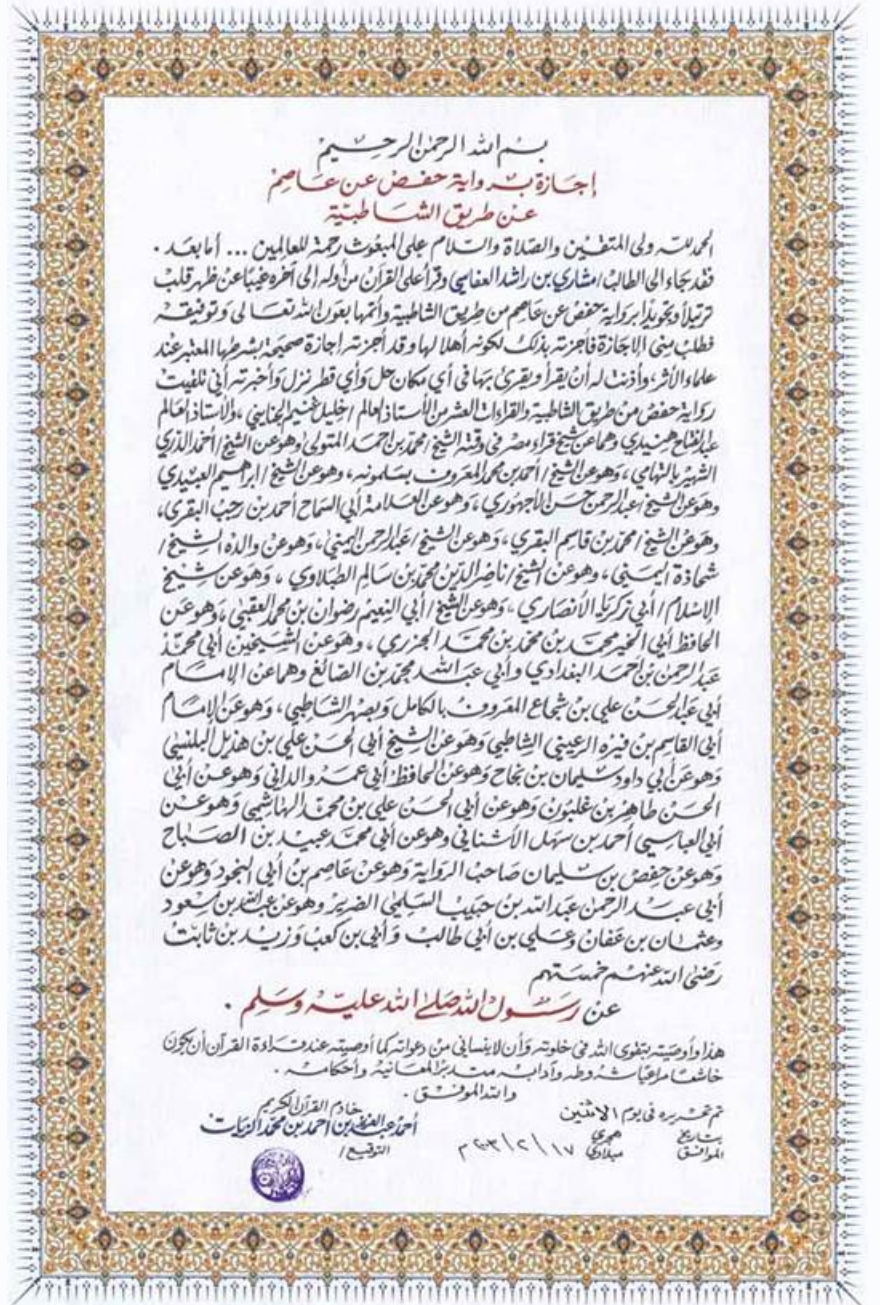 بسم الله الرحمن الرحيم
إجازة برواية حفص عن عاصم
عن طريق الشاطبية
الحمد لله ولي المتقين والصلاة والسلام على المبعوث رحمة للعالمين ... أما بعد .
فقد جاء إلى الطالب / مشاري بن راشد العفاسي وقرأ على القرآن من أوله إلى آخره غيبًا عن ظهر قلب
ترتيلاً وتجويدًا برواية حفص عن عاصم من طريق الشاطبية وأتمها بعون الله تعالى وتوفيقه
فطلب مني الإجازة فأجزته بذلك لكونه أهلا لها وقد أجزته إجازة صحيحة بشرطها المعتبر عند
علماء الأثر، وأذنت له أن يقرأ ويقرئ بها في أي مكان حل وأي قطر نزل وأخبرته أني تلقيت
رواية حفص من طريق الشاطبية والقراءات العشر من الأستاذ العالم / خليل غنيم الجنايني ، والأستاذ العالم
عبد الفتاح هنيدي وهما عن شيخ قراء مصر في وقته الشيخ / محمد بن أحمد المتولى وهو عن الشيخ / أحمد الدري
الشهير بالتهامي ، وهو عن الشيخ / أحمد بن محمد المعروف بسلمونه ، وهو عن الشيخ / إبراهيم العبيدي
وهو عن الشيخ / عبد الرحمن حسن الأجهوري ، وهو عن العلامة أبي السماح أحمد بن رجب البقري ،
وهو عن الشيخ / محمد بن قاسم البقري ، وهو عن الشيخ / عبد الرحمن اليمني ، وهو عن والده الشيخ /
شحاذة اليمني ، وهو عن الشيخ / ناصر الدين محمد بن سالم الطبلاوي ، وهو عن شيخ
الإسلام / أبي زكريا الأنصاري ، وهو عن الشيخ / أبي النعيم رضوان بن محمد العقبي ، وهو عن
الحافظ أبي الخير محمد بن محمد بن محمد الجزري ، وهو عن الشيخين أبي محمد
عبد الرحمن بن أحمد البغدادي وأبي عبد الله محمد بن الصائغ وهما عن الإمام
أبي عبد الحسن علي بن شجاع المعروف بالكامل وبصهر الشاطبي ، وهو عن الإمام
أبي القاسم بن فيره الرعيني الشاطبي وهو عن الشيخ أبي الحسن علي بن هذيل البلنسي
وهو عن أبي داود سليمان بن نجاح وهو عن الحافظ أبي عمرو الداني وهو عن أبي
الحسن طاهر بن غلبون وهو عن أبي الحسن علي بن محمد الهاشمي وهو عن
أبي العباسي أحمد بن سهل الأشناني وهو عن أبي محمد عبيد بن الصباح
وهو عن حفص بن سليمان صاحب الرواية وهو عن عاصم بن أبي النجود وهو عن
أبي عبد الرحمن عبد الله بن حبيب السلمي الضرير وهو عن عبد الله بن مسعود
وعثمان بن عفان وعلي بن أبي طالب وأبي بن كعب وزيد بن ثابت
رضي الله عنهم خمستهم
عن رسول الله صلى الله عليه وسلم .
هذا وأوصيته بتقوى الله في خلوته وأن لا ينساني من دعواته كما أوصيته عند قراءة القرآن أن يكون
خاشعا مراعيا شروطه وآدابه متدبرًا لمعانيه وأحكامه .
والله الموفق .
تم تحريره في يوم الاثنين
خادم القرآن الكريم
أحمد عبد العزيز بن أحمد بن محمد الزيات
بتاريخ هجري
الموافق ١٧ / ٢ / ٢٠٠٣ م ميلادي
التوقيع /